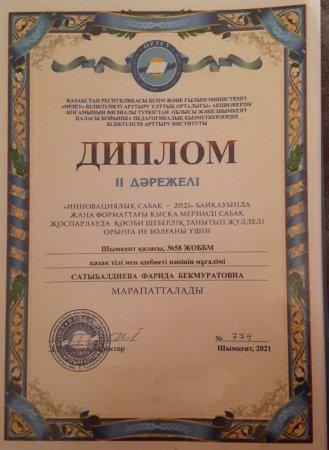 ӨРЛЕУ
ҚАЗАҚСТАН РЕСПУБЛИКАСЫ БІЛІМ ЖӘНЕ ҒЫЛЫМ МИНИСТРЛІГІ
«ӨРЛЕУ» БІЛІКТІЛІКТІ АРТТЫРУ ҰЛТТЫҚ ОРТАЛЫҒЫ» АКЦИОНЕРЛІК
ҚОҒАМЫНЫҢ ФИЛИАЛЫ ТҮРКІСТАН ОБЛЫСЫ ЖӘНЕ ШЫМКЕНТ
ҚАЛАСЫ БОЙЫНША ПЕДАГОГИКАЛЫҚ ҚЫЗМЕТКЕРЛЕРДІҢ
БІЛІКТІЛІГІН АРТТЫРУ ИНСТИТУТЫ
ДИПЛОМ
ІІ ДӘРЕЖЕЛІ
«ИННОВАЦИЯЛЫҚ САБАҚ - 2021» БАЙҚАУЫНДА
ЖАҢА ФОРМАТТАҒЫ ҚЫСҚА МЕРЗІМДІ САБАҚ
ЖОСПАРЛАУДА КӘСІБИ ШЕБЕРЛІК ТАНЫТЫП ЖҮЛДЕЛІ
ОРЫНҒА ИЕ БОЛҒАНЫ ҮШІН
Шымкент қаласы, №58 ЖОББМ
қазақ тілі мен әдебиеті пәнінің мұғалімі
САТЫБАЛДИЕВА ФАРИДА БЕКМУРАТОВНА
МАРАПАТТАЛАДЫ
№ 774
Шымкент, 2021